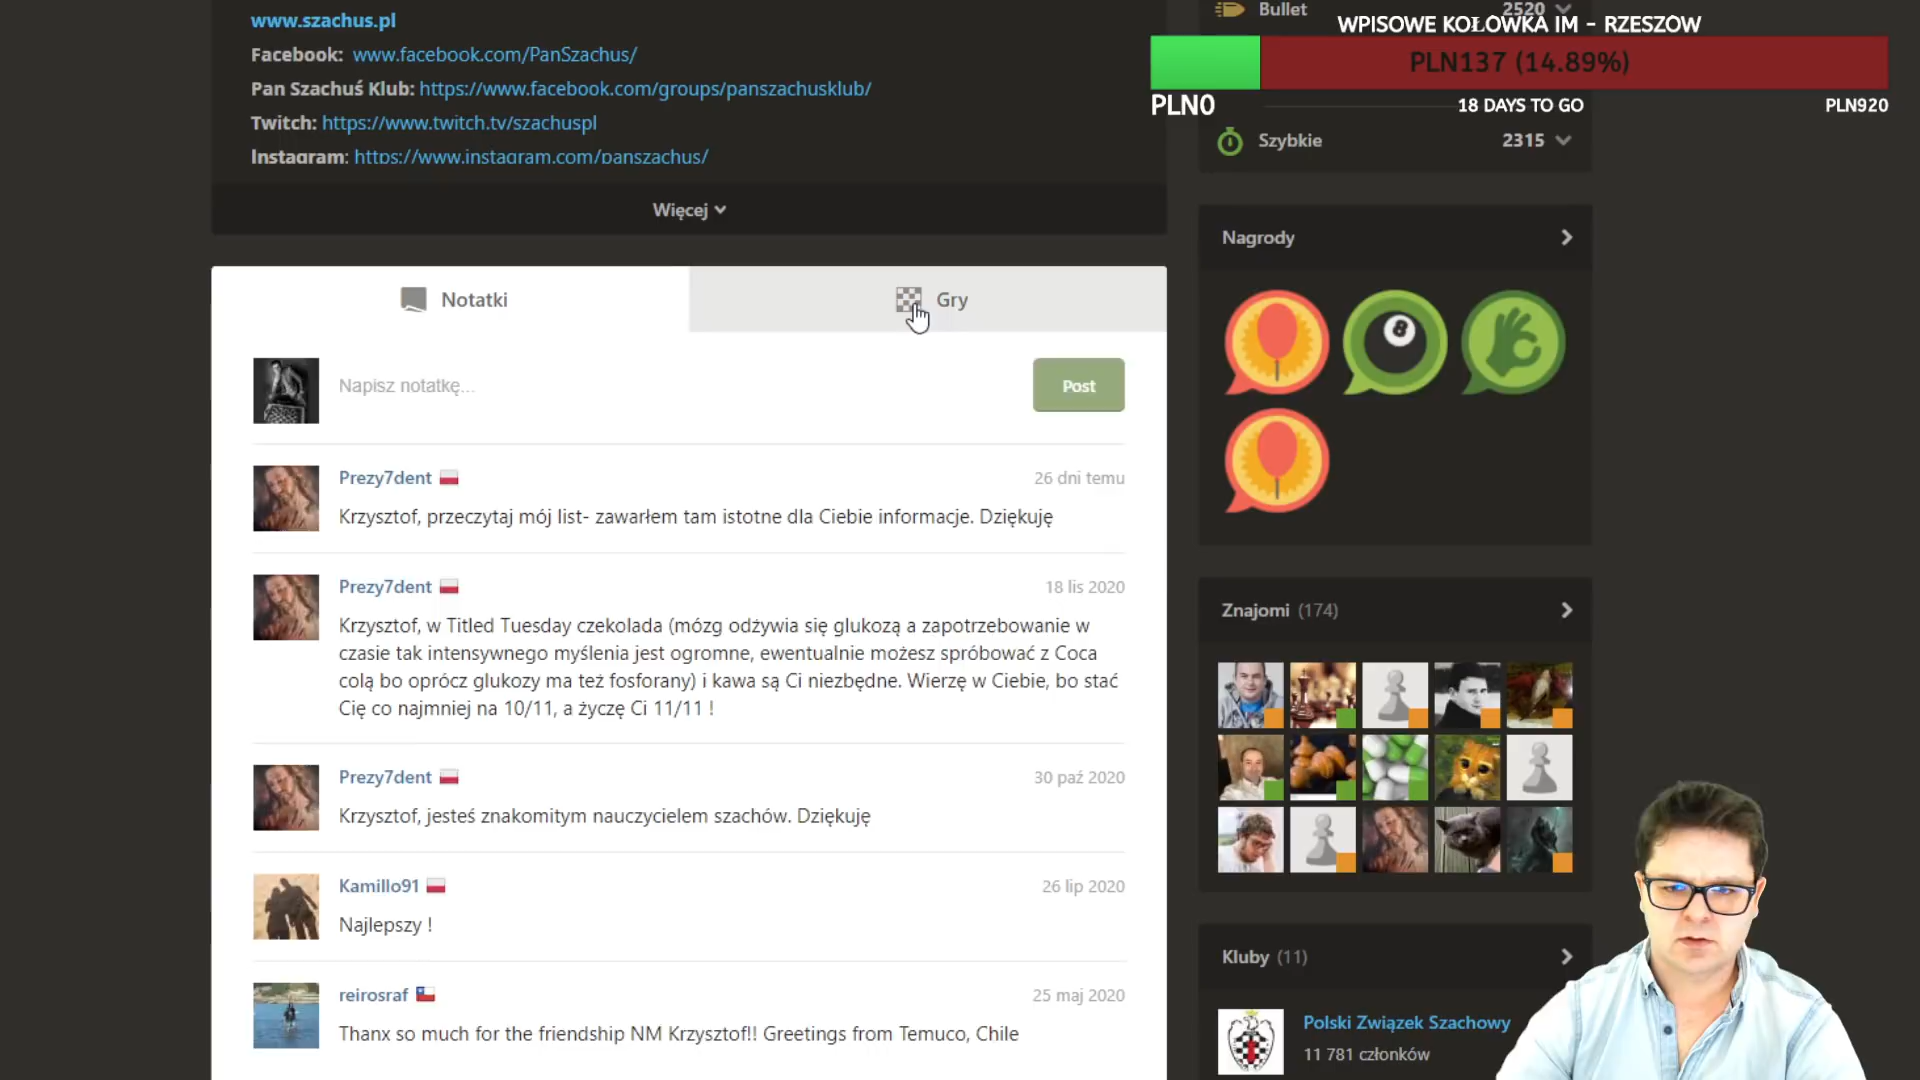 www.szachus.pl
Facebook: www.facebook.com/PanSzachus/
Pan Szachuś Klub: https://www.facebook.com/groups/panszachusklub/
Twitch: https://www.twitch.tv/szachuspl
Instagram: https://www.instagram.com/panszachus/
Więcej
Bullet 2520
WPISOWE KOŁÓWKA IM - RZESZÓW
PLN137 (14.89%)
PLN0 18 DAYS TO GO PLN920
Szybkie 2315
Notatki Gry
Napisz notatkę... Post
Prezy7dent 26 dni temu
Krzysztof, przeczytaj mój list- zawarłem tam istotne dla Ciebie informacje. Dziękuję
Prezy7dent 18 lis 2020
Krzysztof, w Titled Tuesday czekolada (mózg odżywia się glukozą a zapotrzebowanie w
czasie tak intensywnego myślenia jest ogromne, ewentualnie możesz spróbować z Coca
colą bo oprócz glukozy ma też fosforany) i kawa są Ci niezbędne. Wierzę w Ciebie, bo stać
Cię co najmniej na 10/11, a życzę Ci 11/11 !
Prezy7dent 30 paź 2020
Krzysztof, jesteś znakomitym nauczycielem szachów. Dziękuję
Kamillo91 26 lip 2020
Najlepszy !
reirosraf 25 maj 2020
Thanx so much for the friendship NM Krzysztof!! Greetings from Temuco, Chile
Nagrody
8
Znajomi (174)
Kluby (11)
Polski Związek Szachowy
11 781 członków